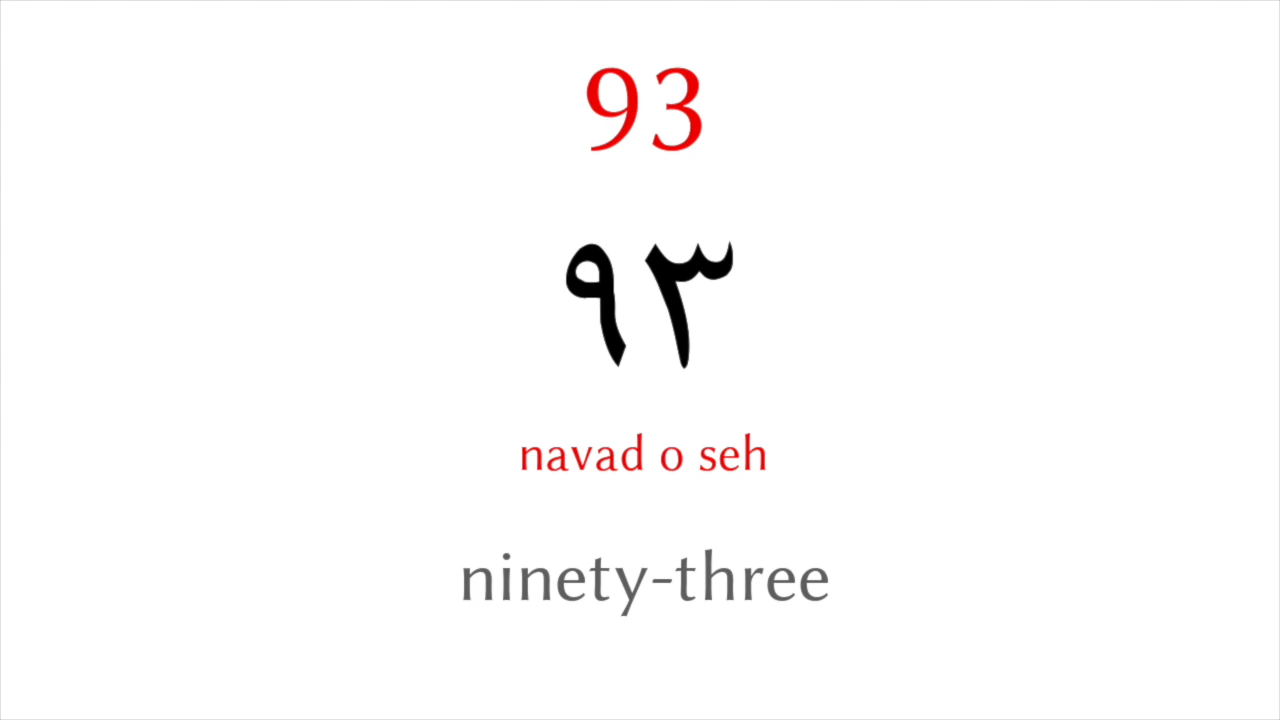 93
۹۳
navad o seh
ninety-three